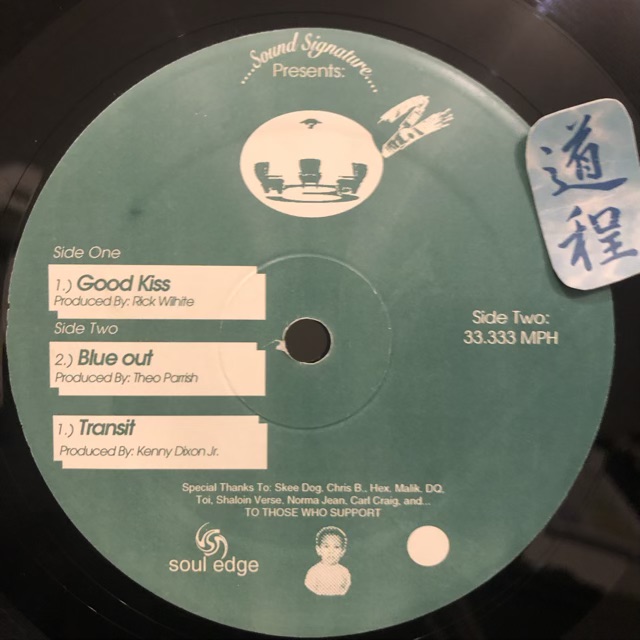 ....Sound Signature....
Presents:
道程
Side One
1.) Good Kiss
Produced By: Rick Wilhite
Side Two
2.) Blue out
Produced By: Theo Parrish
1.) Transit
Produced By: Kenny Dixon Jr.
Side Two:
33.333 MPH
Special Thanks To: Skee Dog, Chris B., Hex, Malik, DQ,
Toi, Shaloin Verse, Norma Jean, Carl Craig, and...
TO THOSE WHO SUPPORT
soul edge